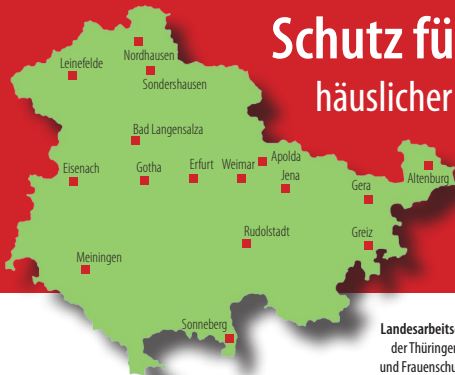 Schutz fü
häuslicher
Nordhausen
Leinefelde
Sondershausen
Bad Langensalza
Eisenach
Gotha
Erfurt
Weimar
Apolda
Jena
Gera
Altenburg
Rudolstadt
Greiz
Meiningen
Sonneberg
Landesarbeits
der Thüringer
und Frauenschu